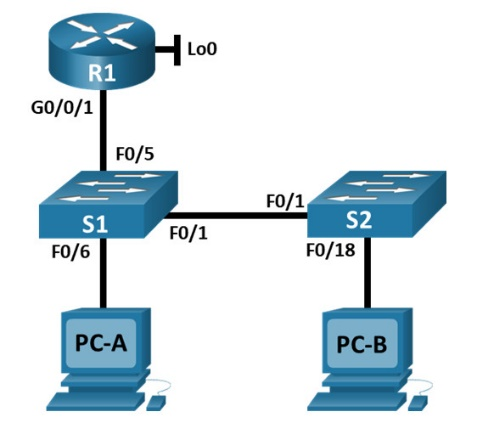 Lo0
R1
G0/0/1
F0/5
F0/1
S1
S2
F0/1
F0/6
F0/18
PC-A
PC-B